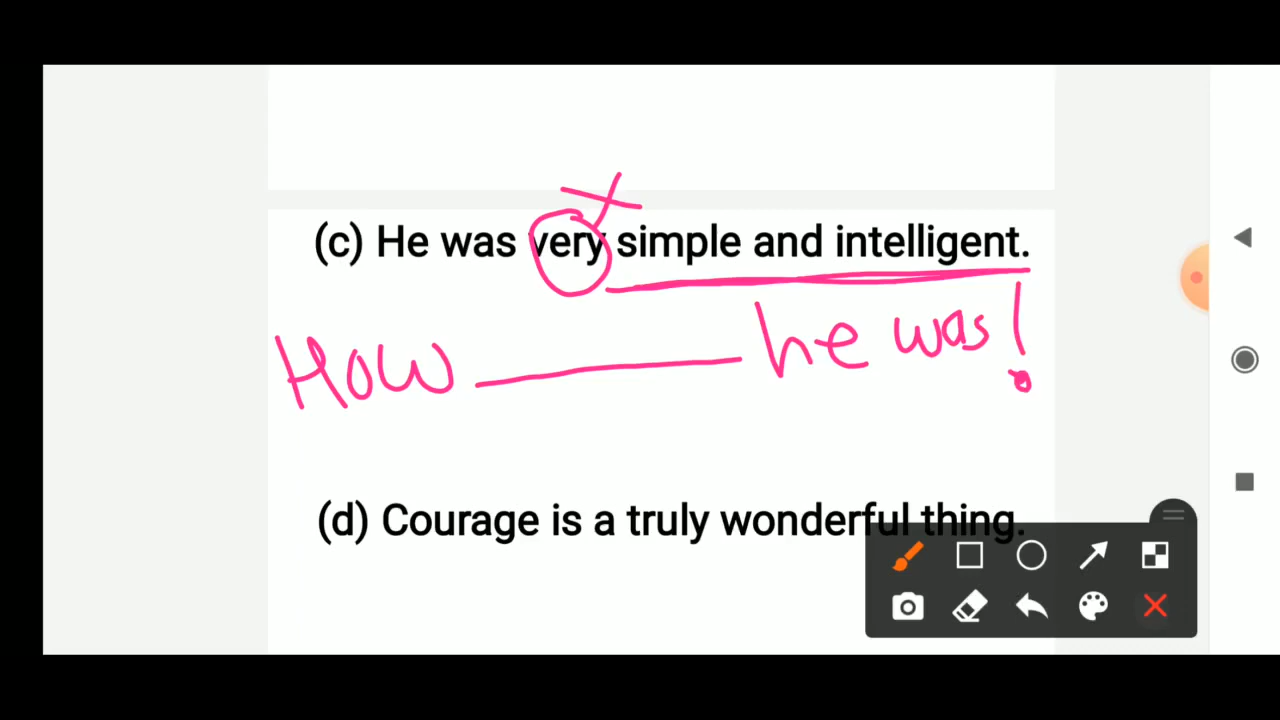 (c) He was very simple and intelligent.
How ______ he was!
(d) Courage is a truly wonderful thing.